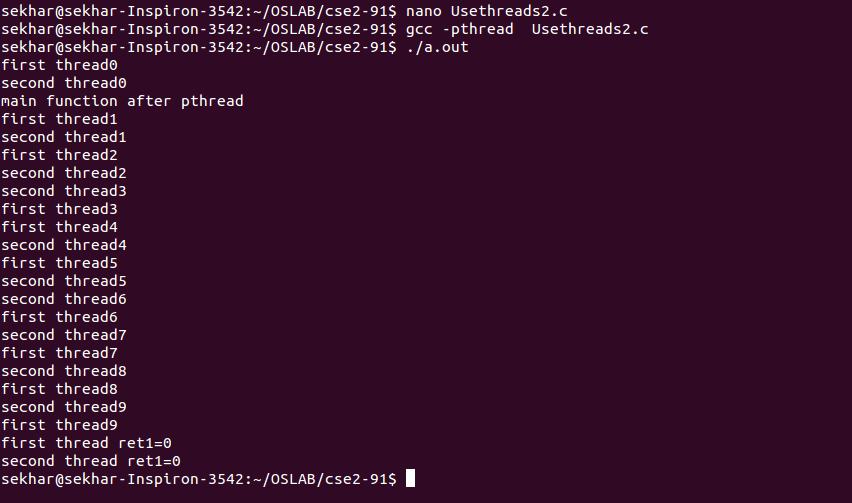 sekhar@sekhar-Inspiron-3542:~/OSLAB/cse2-91$ nano Usethreads2.c
sekhar@sekhar-Inspiron-3542:~/OSLAB/cse2-91$ gcc -pthread  Usethreads2.c
sekhar@sekhar-Inspiron-3542:~/OSLAB/cse2-91$ ./a.out
first thread0
second thread0
main function after pthread
first thread1
second thread1
first thread2
second thread2
second thread3
first thread3
first thread4
second thread4
first thread5
second thread5
second thread6
first thread6
second thread7
first thread7
second thread8
first thread8
second thread9
first thread9
first thread ret1=0
second thread ret1=0
sekhar@sekhar-Inspiron-3542:~/OSLAB/cse2-91$